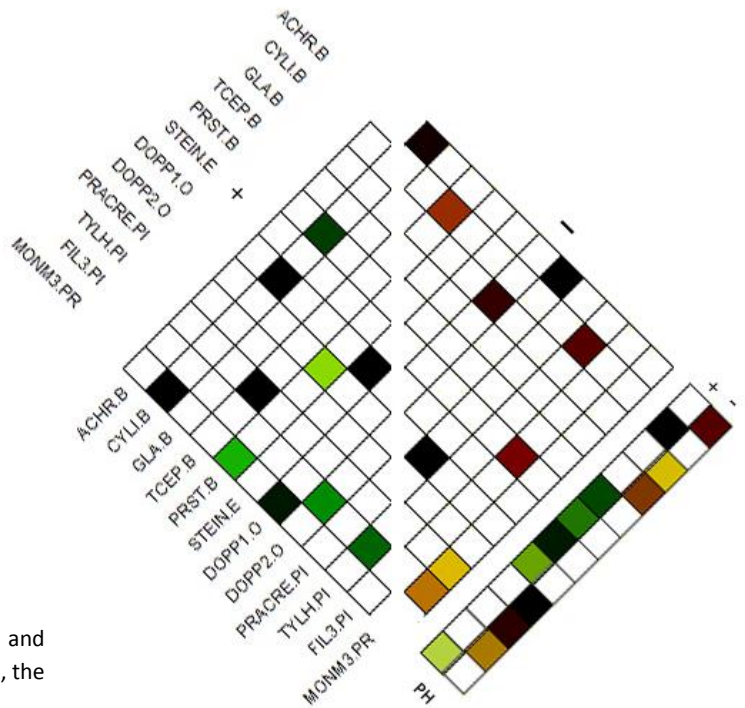 ACHR.B
CYLI.B
GLA.B
TCEP.B
PRST.B
STEIN.E
DOPP1.O
DOPP2.O
PRACRE.PI
TYLH.PI
FIL3.PI
MONM3.PR
+
-
ACHR.B
CYLI.B
GLA.B
TCEP.B
PRST.B
STEIN.E
DOPP1.O
DOPP2.O
PRACRE.PI
TYLH.PI
FIL3.PI
MONM3.PR
+
-
PH
and
, the